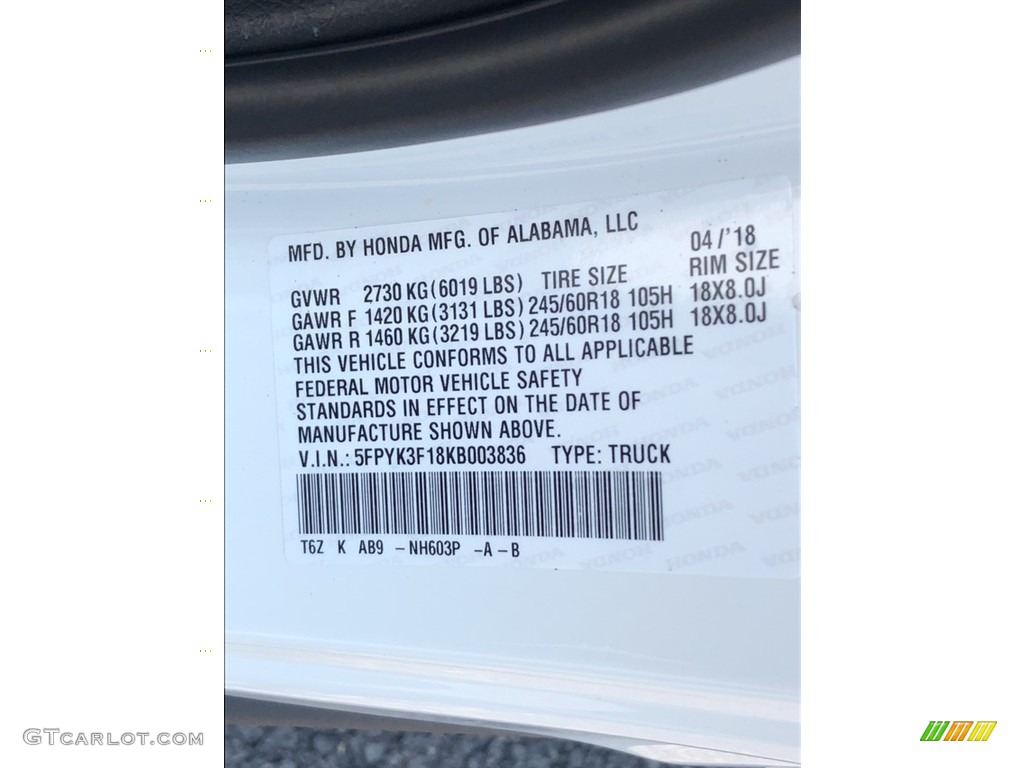 MFD. BY HONDA MFG. OF ALABAMA, LLC 04/'18
GVWR 2730 KG(6019 LBS) TIRE SIZE RIM SIZE
GAWR F 1420 KG(3131 LBS) 245/60R18 105H 18X8.0J
GAWR R 1460 KG(3219 LBS) 245/60R18 105H 18X8.0J
THIS VEHICLE CONFORMS TO ALL APPLICABLE
FEDERAL MOTOR VEHICLE SAFETY
STANDARDS IN EFFECT ON THE DATE OF
MANUFACTURE SHOWN ABOVE.
V.I.N.: 5FPYK3F18KB003836 TYPE: TRUCK
T6Z K AB9 -NH603P -A-B
GTCARLOT.COM